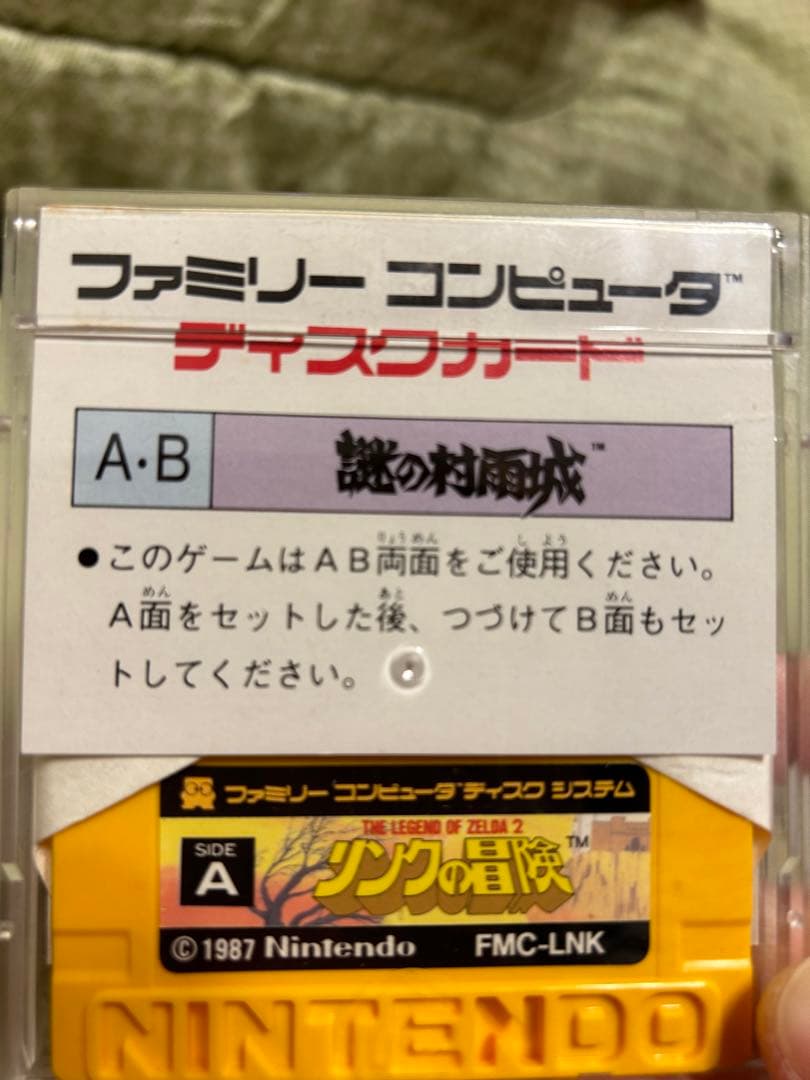 ファミリー コンピュータ™
ディスクカード
A・B 謎の村雨城™
●このゲームはAB両面をご使用ください。
A面をセットした後、つづけてB面もセッ
トしてください。
ファミリー コンピュータ ディスク システム
THE LEGEND OF ZELDA 2
SIDE A リンクの冒険™
©1987 Nintendo FMC-LNK
NINTENDO